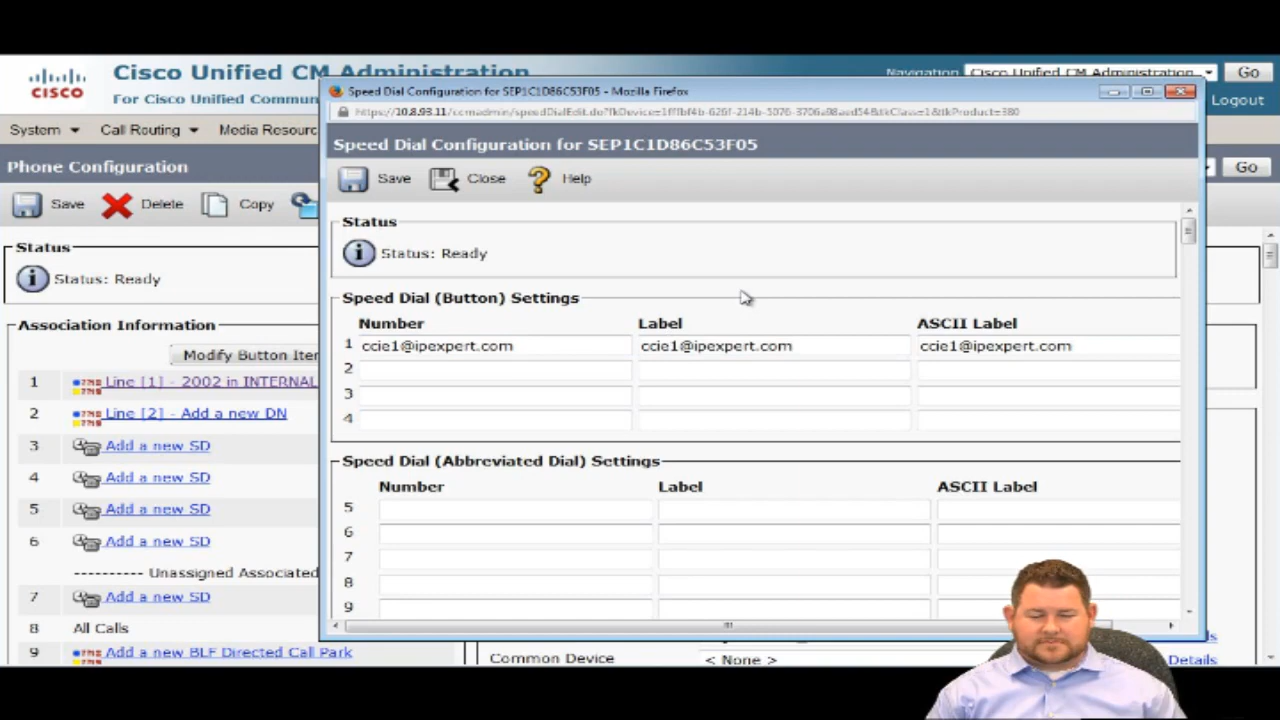 Cisco Unified CM Administration
Navigation Cisco Unified CM Administration Go
CISCO For Cisco Unified Commun
Logout
System Call Routing Media Resourc
Phone Configuration
Go
Save Delete Copy
Status
Status: Ready
Association Information
Modify Button Iter
1 Line [1] - 2002 in INTERNAL
2 Line [2] - Add a new DN
3 Add a new SD
4 Add a new SD
5 Add a new SD
6 Add a new SD
---------- Unassigned Associated
7 Add a new SD
8 All Calls
9 Add a new BLF Directed Call Park
Common Device < None > Details
Speed Dial Configuration for SEP1C1D86C53F05 - Mozilla Firefox
Speed Dial Configuration for SEP1C1D86C53F05
Save Close Help
Status
Status: Ready
Speed Dial (Button) Settings
Number Label ASCII Label
1 ccie1@ipexpert.com ccie1@ipexpert.com ccie1@ipexpert.com
2
3
4
Speed Dial (Abbreviated Dial) Settings
Number Label ASCII Label
5
6
7
8
9